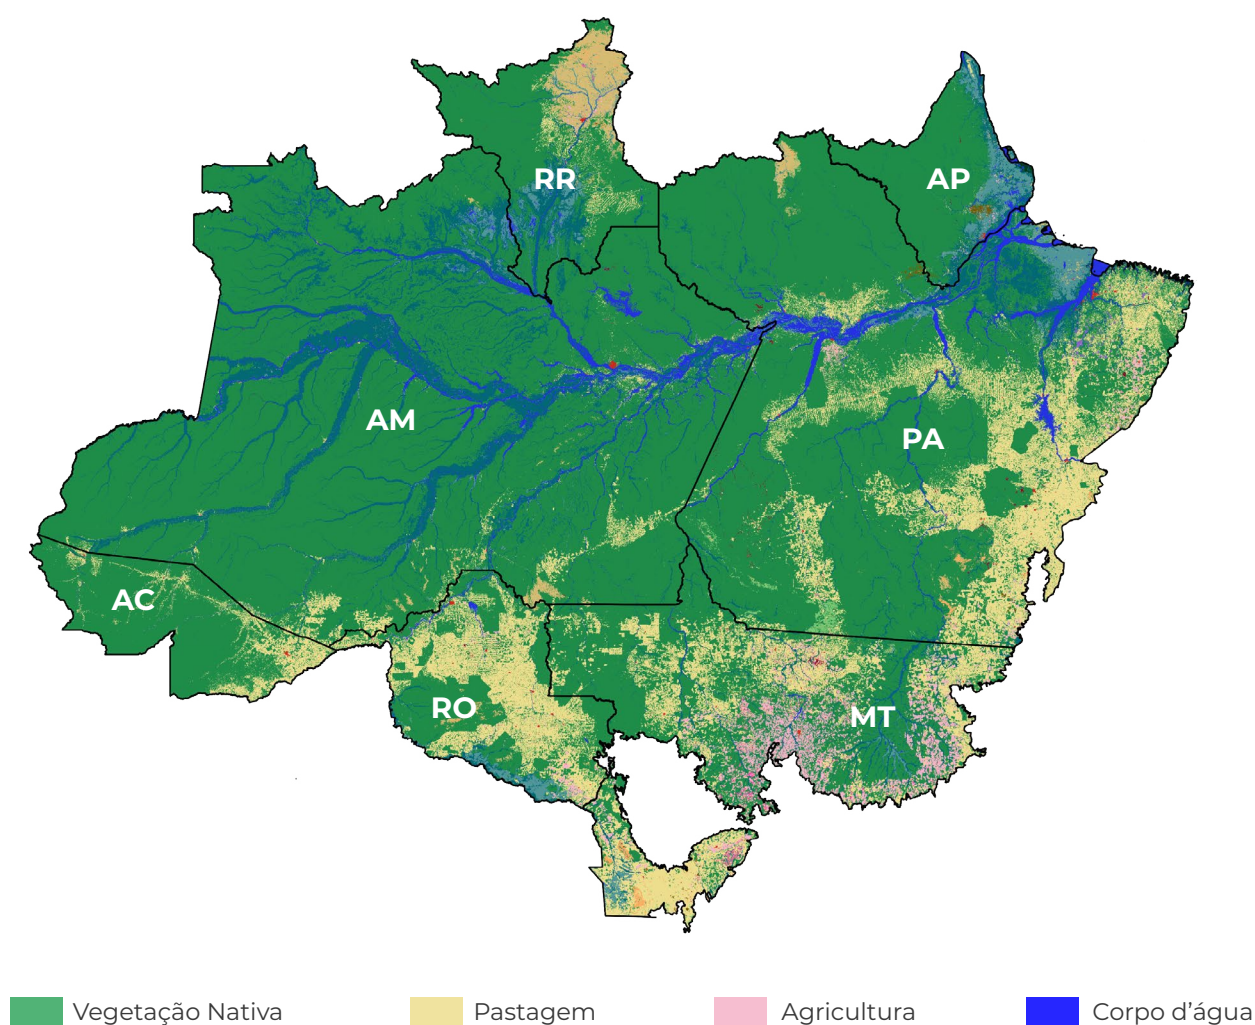 RR
AP
AM
PA
AC
RO
MT
Vegetação Nativa
Pastagem
Agricultura
Corpo d’água